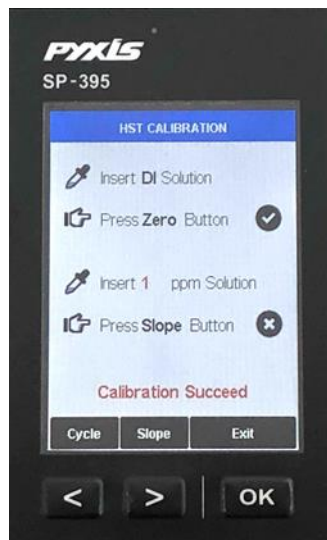 PYXIS
SP-395
HST CALIBRATION
Insert DI Solution
Press Zero Button
Insert 1 ppm Solution
Press Slope Button
Calibration Succeed
Cycle Slope Exit
< > OK